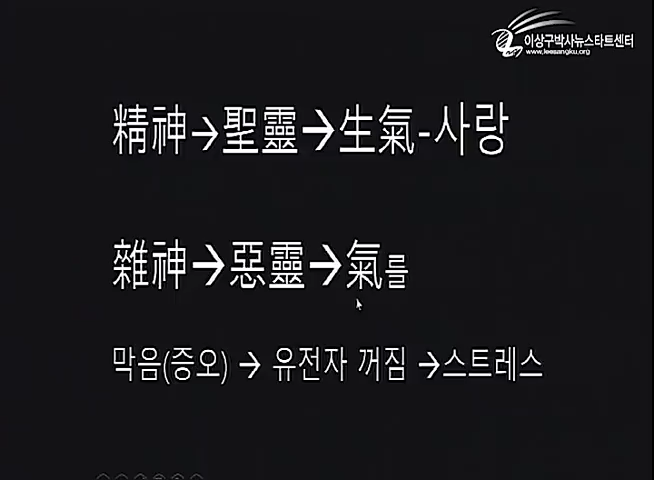 이상구박사뉴스타트센터
www.leesangku.org
精神→聖靈→生氣-사랑
雜神→惡靈→氣를
막음(증오) → 유전자 꺼짐 →스트레스